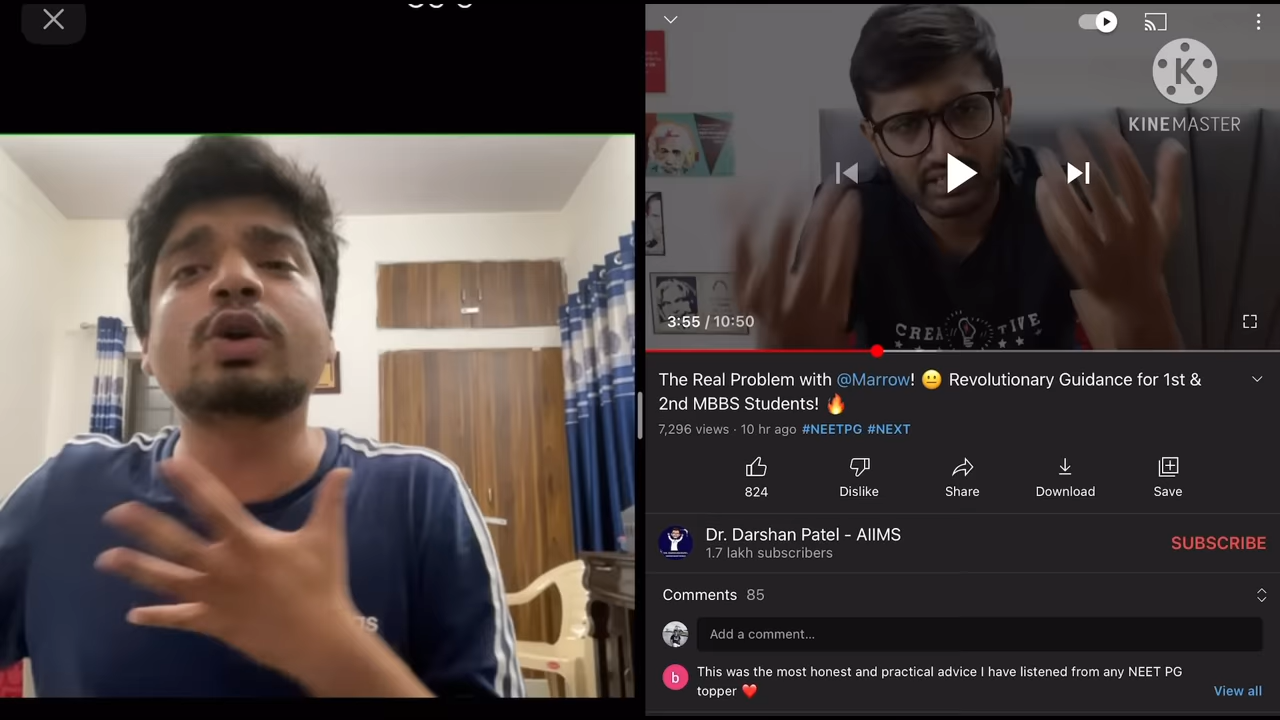 KINEMASTER
CREA TIVE
3:55 / 10:50
The Real Problem with @Marrow! 😐 Revolutionary Guidance for 1st &
2nd MBBS Students! 🔥
7,296 views · 10 hr ago #NEETPG #NEXT
824
Dislike
Share
Download
Save
Dr. Darshan Patel - AIIMS
1.7 lakh subscribers
SUBSCRIBE
Comments 85
Add a comment...
b
This was the most honest and practical advice I have listened from any NEET PG
topper ❤️
View all